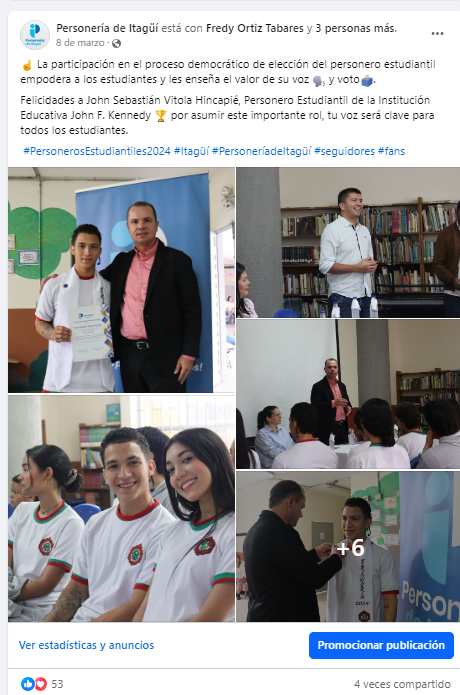 Personería de Itagüí está con Fredy Ortiz Tabares y 3 personas más.
8 de marzo ·
☝ La participación en el proceso democrático de elección del personero estudiantil
empodera a los estudiantes y les enseña el valor de su voz 🗣 y voto🗳.
Felicidades a John Sebastián Vitola Hincapié, Personero Estudiantil de la Institución
Educativa John F. Kennedy 🏆 por asumir este importante rol, tu voz será clave para
todos los estudiantes.
#PersonerosEstudiantiles2024 #Itagüí #PersoneríadeItagüí #seguidores #fans
+6
2024
Person
de It
Ver estadísticas y anuncios
Promocionar publicación
53
4 veces compartido